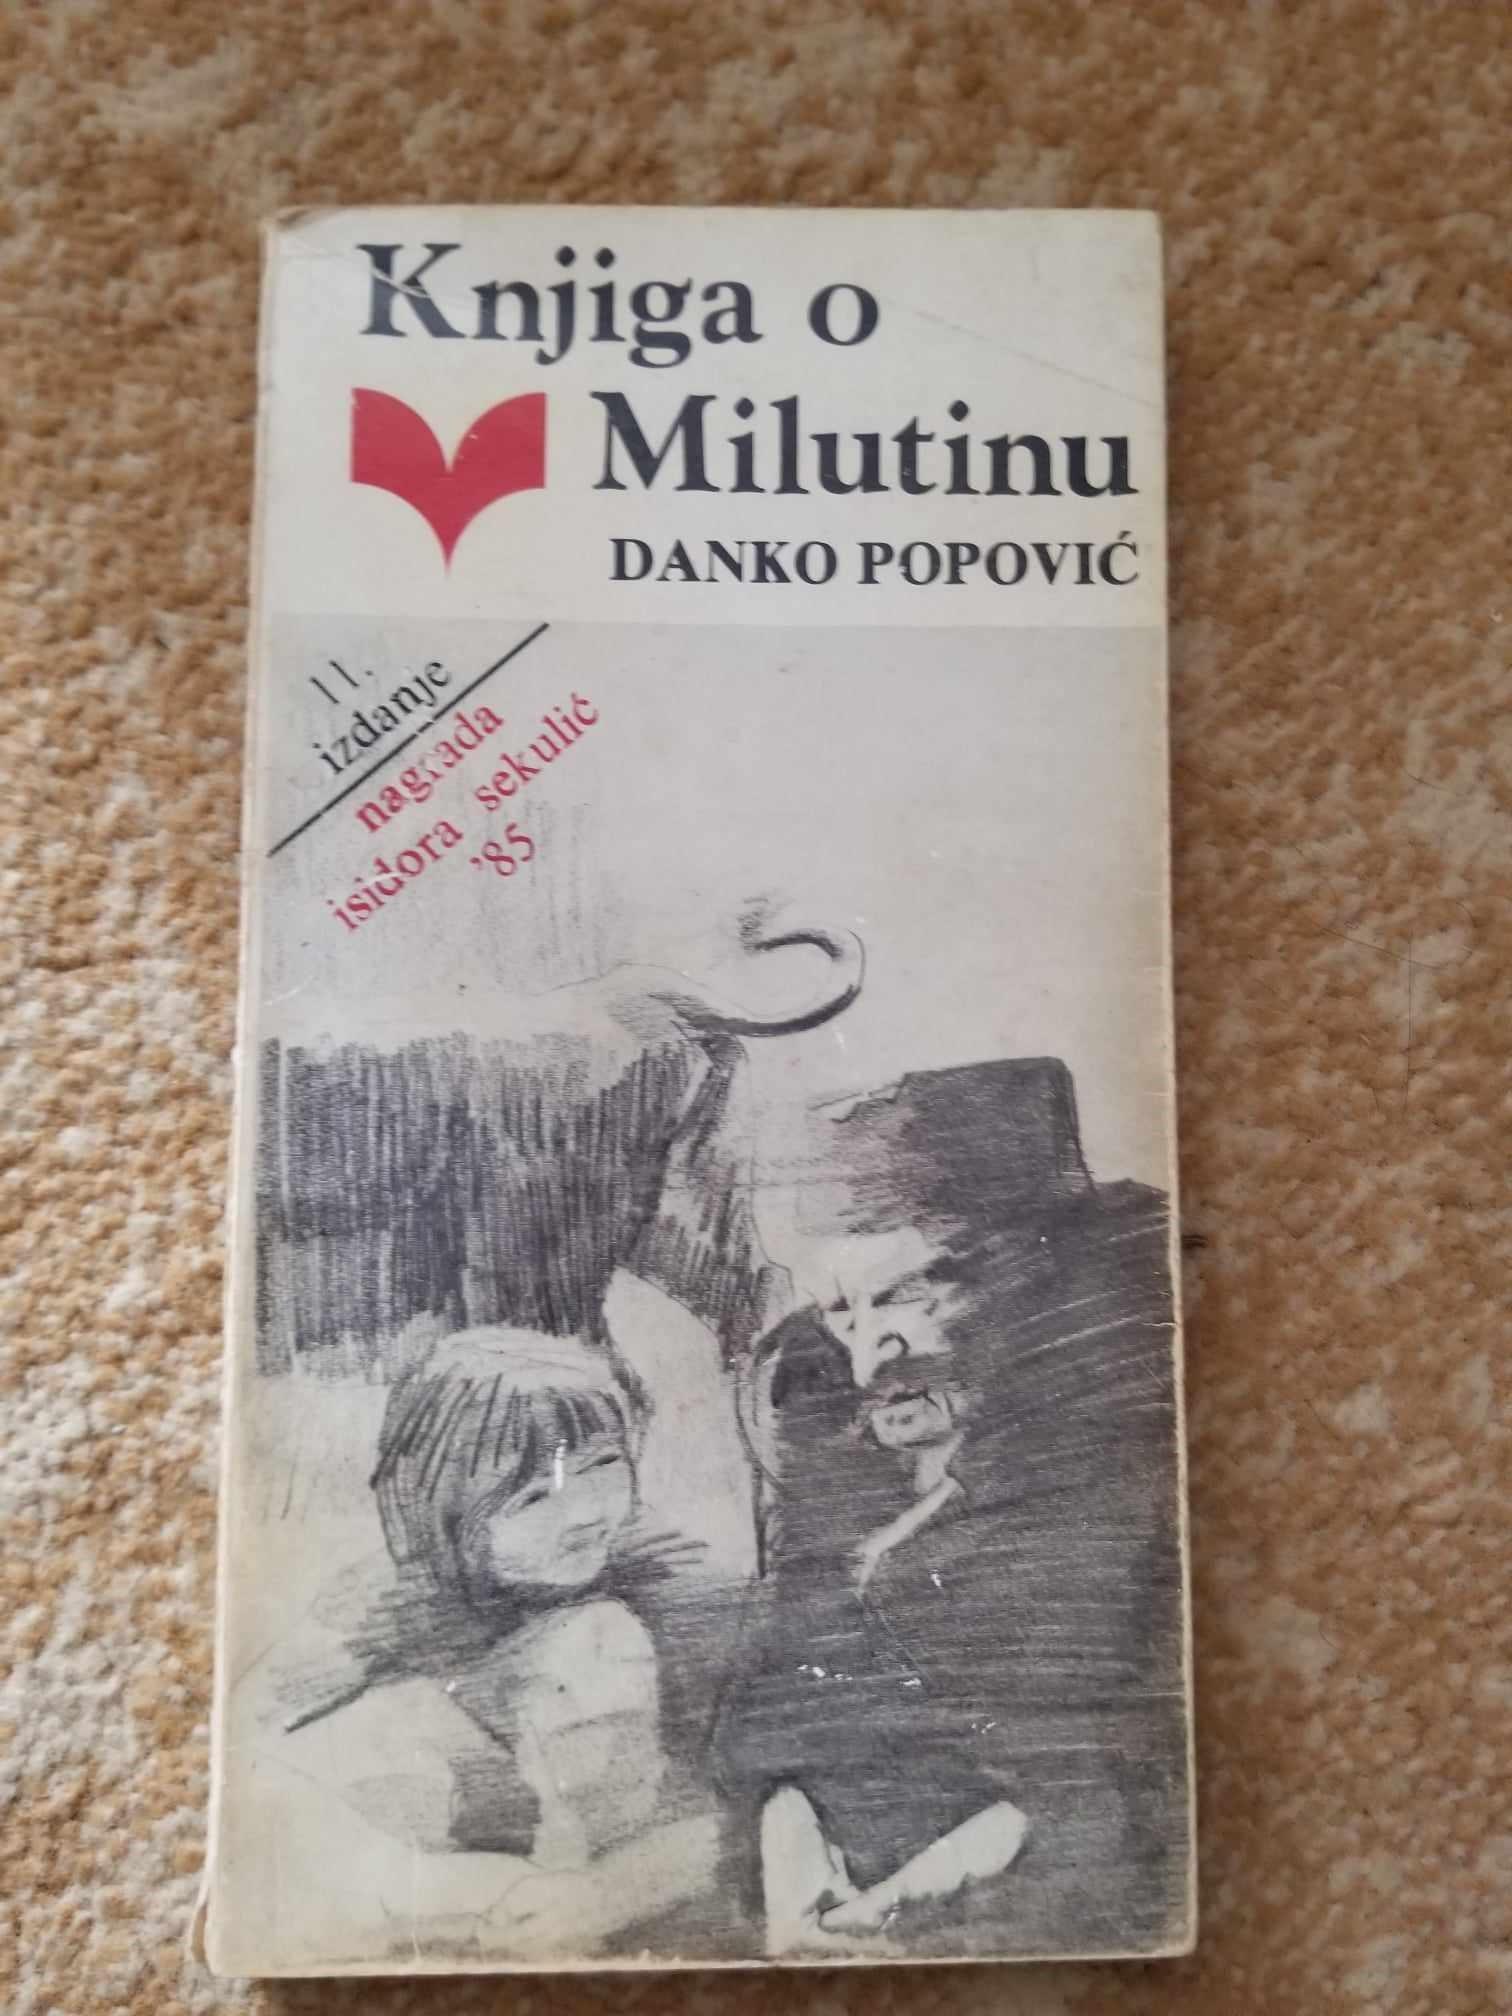 Knjiga o
Milutinu
DANKO POPOVIĆ
11.
izdanje
nagrada
isidora sekulić
'85